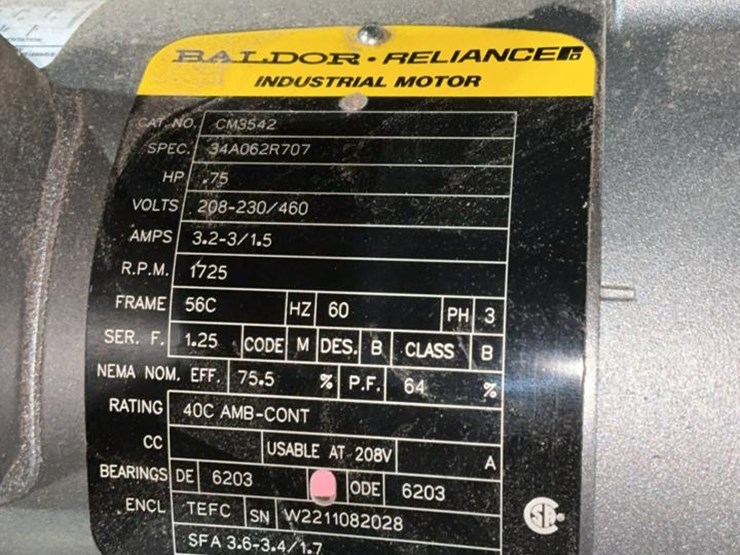 BALDOR · RELIANCE
INDUSTRIAL MOTOR
CAT. NO. CM3542
SPEC. 34A062R707
HP .75
VOLTS 208-230/460
AMPS 3.2-3/1.5
R.P.M. 1725
FRAME 56C HZ 60 PH 3
SER. F. 1.25 CODE M DES. B CLASS B
NEMA NOM. EFF. 75.5 % P.F. 64 %
RATING 40C AMB-CONT
CC USABLE AT 208V A
BEARINGS DE 6203 ODE 6203
ENCL TEFC SN W2211082028
SFA 3.6-3.4/1.7